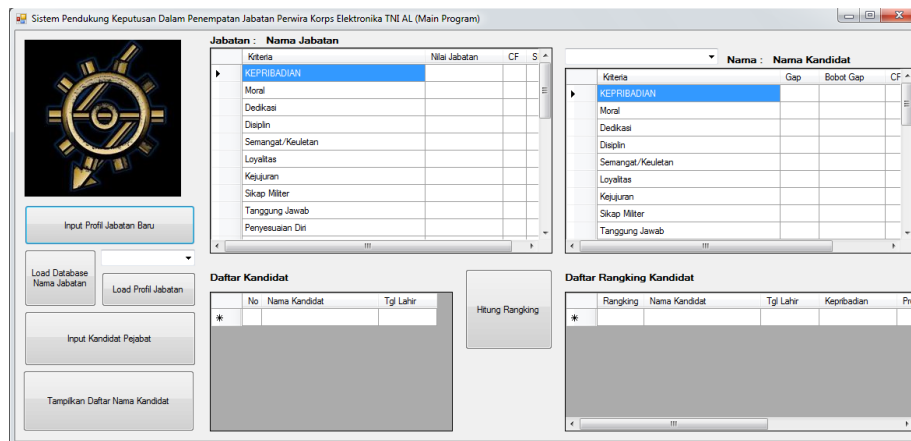 Sistem Pendukung Keputusan Dalam Penempatan Jabatan Perwira Korps Elektronika TNI AL (Main Program)
Jabatan : Nama Jabatan
Kriteria Nilai Jabatan CF S
KEPRIBADIAN
Moral
Dedikasi
Disiplin
Semangat/Keuletan
Loyalitas
Kejujuran
Sikap Militer
Tanggung Jawab
Penyesuaian Diri
Nama : Nama Kandidat
Kriteria Gap Bobot Gap CF
KEPRIBADIAN
Moral
Dedikasi
Disiplin
Semangat/Keuletan
Loyalitas
Kejujuran
Sikap Militer
Tanggung Jawab
Input Profil Jabatan Baru
Load Database
Nama Jabatan
Load Profil Jabatan
Input Kandidat Pejabat
Tampilkan Daftar Nama Kandidat
Daftar Kandidat
No Nama Kandidat Tgl Lahir
Hitung Rangking
Daftar Rangking Kandidat
Rangking Nama Kandidat Tgl Lahir Kepribadian